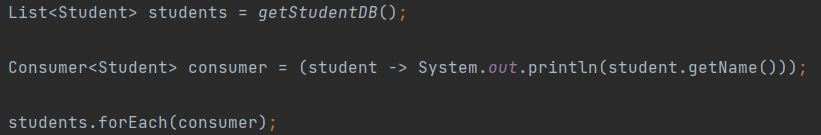 List<Student> students = getStudentDB();
Consumer<Student> consumer = (student -> System.out.println(student.getName()));
students.forEach(consumer);